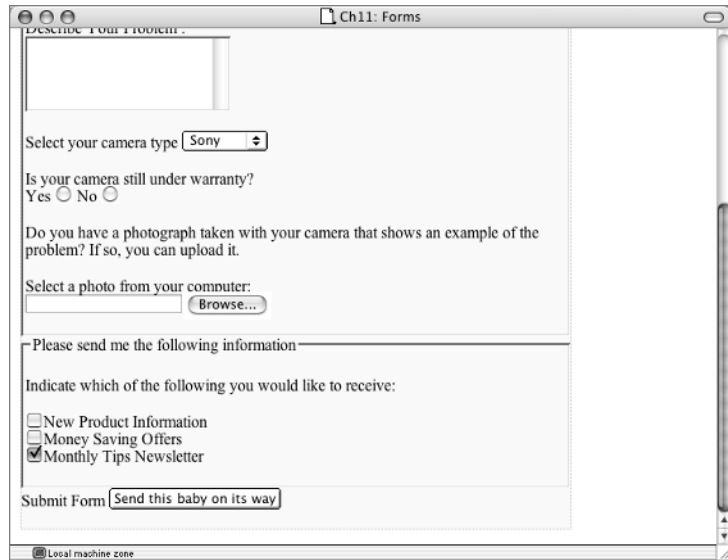 Ch11: Forms
Describe Your Problem :
Select your camera type Sony
Is your camera still under warranty?
Yes No
Do you have a photograph taken with your camera that shows an example of the
problem? If so, you can upload it.
Select a photo from your computer:
Browse...
Please send me the following information
Indicate which of the following you would like to receive:
New Product Information
Money Saving Offers
Monthly Tips Newsletter
Submit Form Send this baby on its way
Local machine zone